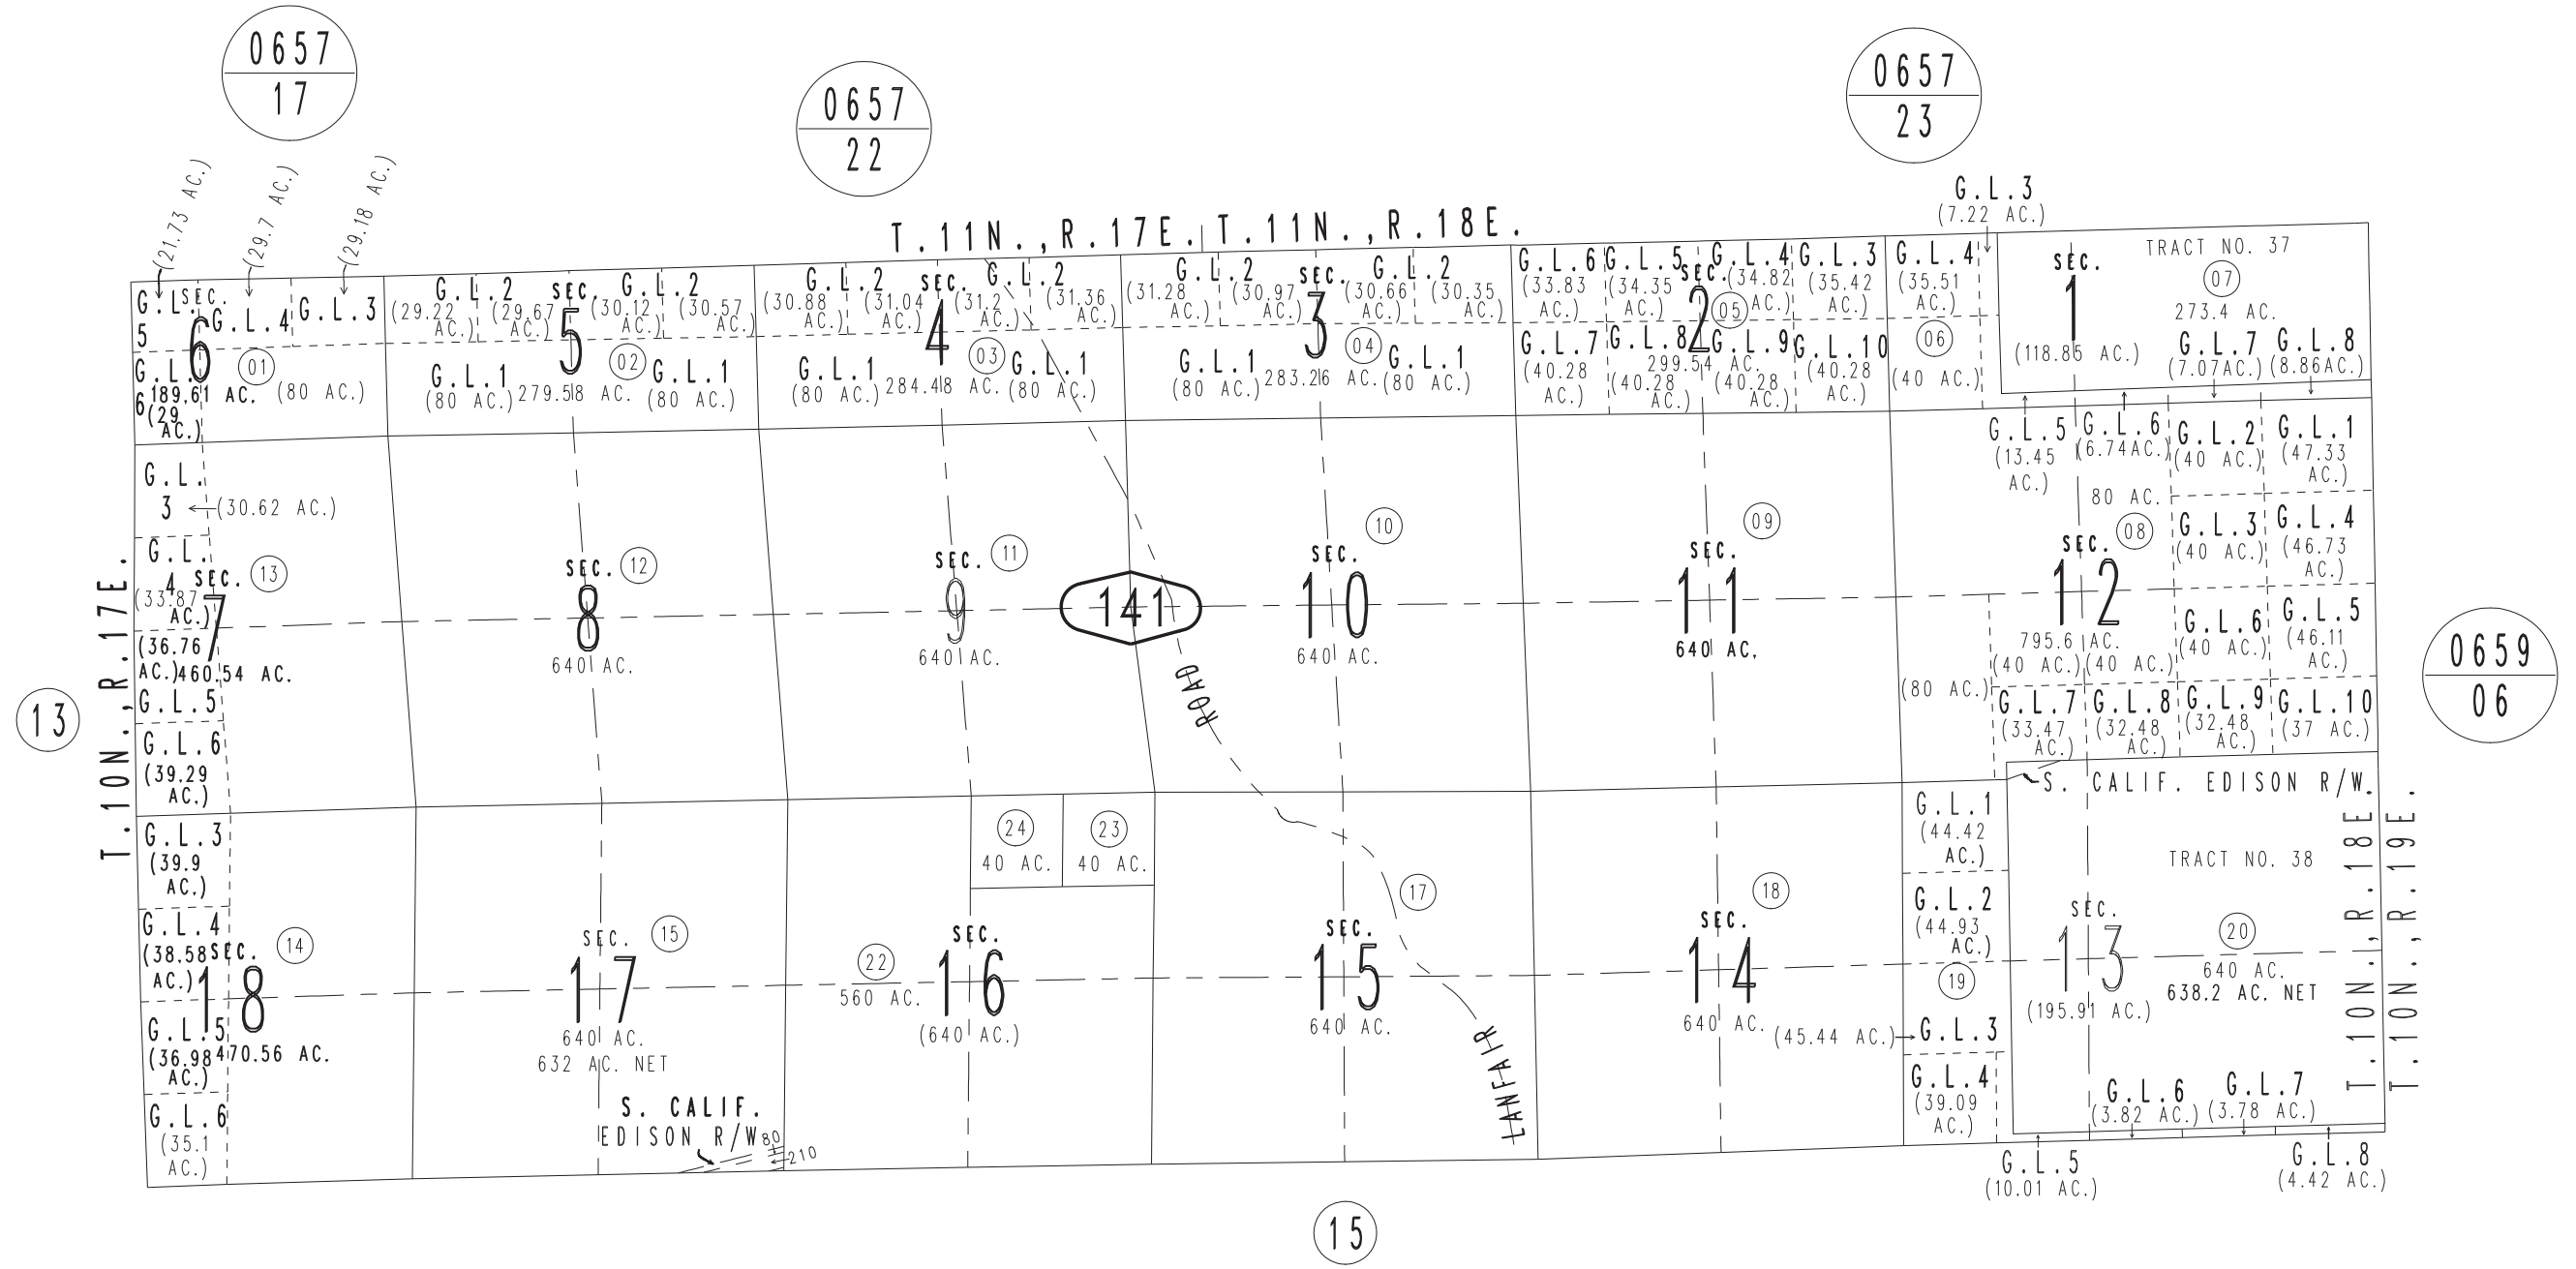 0657
17
0657
22
0657
23
(21.73 AC.)
(29.7 AC.)
(29.18 AC.)
T.11N.,R.17E. T.11N.,R.18E.
G.L.3
(7.22 AC.)
G.L.
5
SEC.
6
G.L.4
G.L.3
01
G.L.
6
189.61 AC.
(29
AC.)
(80 AC.)
G.L.2
(29.22
AC.)
(29.67
AC.)
SEC.
5
G.L.2
(30.12
AC.)
(30.57
AC.)
02
G.L.1
(80 AC.)
279.58 AC.
G.L.1
(80 AC.)
G.L.2
(30.88
AC.)
(31.04
AC.)
SEC.
4
G.L.2
(31.2
AC.)
(31.36
AC.)
03
G.L.1
(80 AC.)
284.48 AC.
G.L.1
(80 AC.)
G.L.2
(31.28
AC.)
(30.97
AC.)
SEC.
3
G.L.2
(30.66
AC.)
(30.35
AC.)
04
G.L.1
(80 AC.)
283.26 AC.
G.L.1
(80 AC.)
G.L.6
(33.83
AC.)
G.L.5
(34.35
AC.)
SEC.
2
G.L.4
(34.82
AC.)
G.L.3
(35.42
AC.)
05
G.L.7
(40.28
AC.)
G.L.8
299.54 AC.
(40.28
AC.)
G.L.9
(40.28
AC.)
G.L.10
(40.28
AC.)
G.L.4
(35.51
AC.)
06
(40 AC.)
SEC.
1
(118.86 AC.)
TRACT NO. 37
07
273.4 AC.
G.L.7
(7.07AC.)
G.L.8
(8.86AC.)
G.L.
3
(30.62 AC.)
G.L.
4
(33.87
AC.)
SEC.
7
13
(36.76
AC.)
460.54 AC.
G.L.5
G.L.6
(39.29
AC.)
SEC.
12
8
640 AC.
SEC.
11
9
640 AC.
141
SEC.
10
10
640 AC.
ROAD
SEC.
09
11
640 AC.
G.L.5
(13.45
AC.)
G.L.6
(6.74AC.)
G.L.2
(40 AC.)
G.L.1
(47.33
AC.)
80 AC.
SEC.
08
12
G.L.3
(40 AC.)
G.L.4
(46.73
AC.)
795.6 AC.
(40 AC.)
(40 AC.)
G.L.6
(40 AC.)
G.L.5
(46.11
AC.)
(80 AC.)
G.L.7
(33.47
AC.)
G.L.8
(32.48
AC.)
G.L.9
(32.48
AC.)
G.L.10
(37 AC.)
13
T.10N.,R.17E.
0659
06
G.L.3
(39.9
AC.)
G.L.4
(38.58
AC.)
SEC.
14
18
G.L.5
(36.98
AC.)
470.56 AC.
G.L.6
(35.1
AC.)
SEC.
15
17
640 AC.
632 AC. NET
S. CALIF.
EDISON R/W
80
210
24
40 AC.
23
40 AC.
SEC.
16
22
560 AC.
(640 AC.)
SEC.
17
15
640 AC.
LANFAIR
SEC.
18
14
640 AC.
G.L.1
(44.42
AC.)
G.L.2
(44.93
AC.)
19
(45.44 AC.)
G.L.3
G.L.4
(39.09
AC.)
S. CALIF. EDISON R/W.
TRACT NO. 38
SEC.
13
(195.91 AC.)
20
640 AC.
638.2 AC. NET
G.L.6
(3.82 AC.)
G.L.7
(3.78 AC.)
G.L.5
(10.01 AC.)
G.L.8
(4.42 AC.)
T.10N.,R.18E.
T.10N.,R.19E.
15